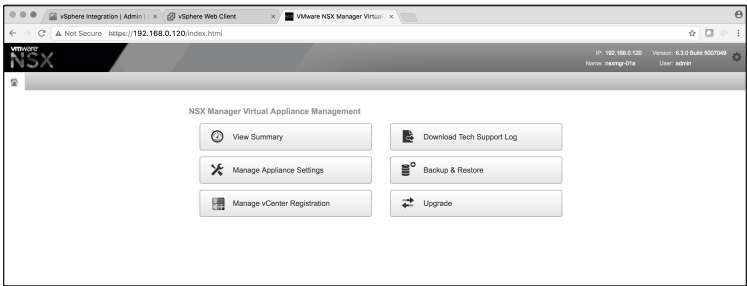 vSphere Integration | Admin | 
vSphere Web Client
VMware NSX Manager Virtual
Not Secure https://192.168.0.120/index.html
vmware
NSX
IP: 192.168.0.120 Version: 6.3.0 Build 5007049
Name: nsxmgr-01a User: admin
NSX Manager Virtual Appliance Management
View Summary
Download Tech Support Log
Manage Appliance Settings
Backup & Restore
Manage vCenter Registration
Upgrade